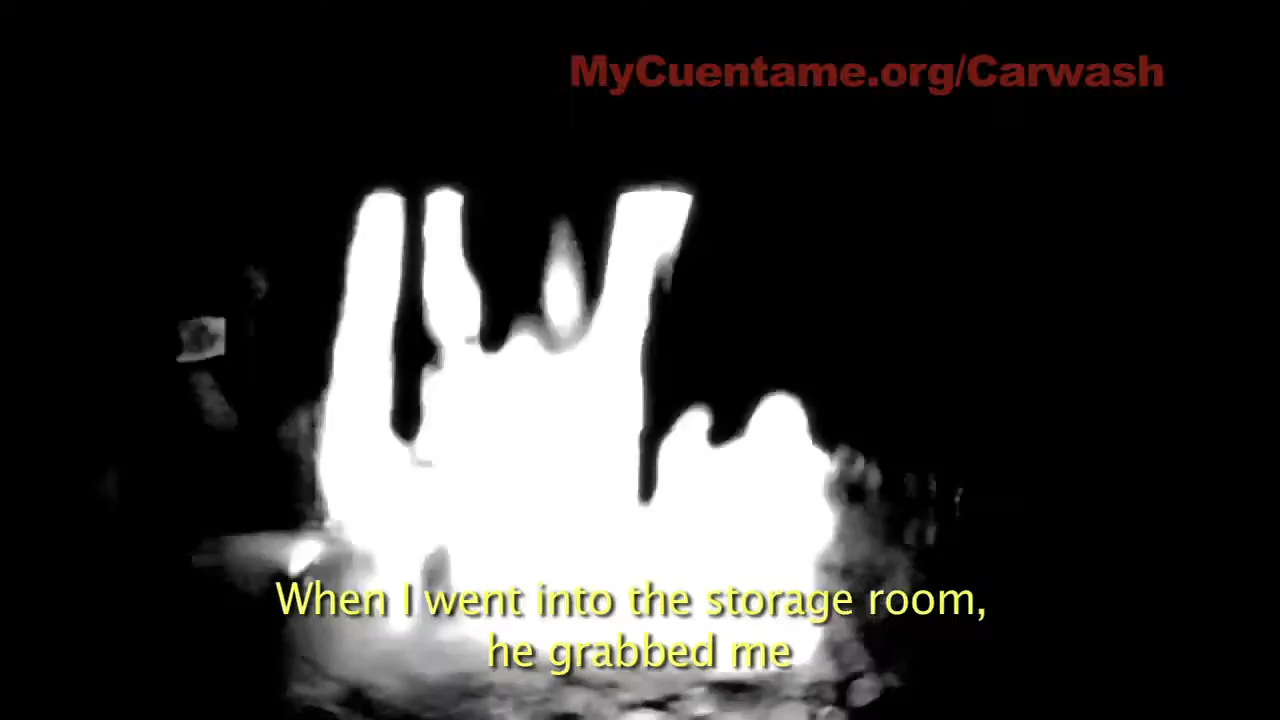 MyCuentame.org/Carwash
When I went into the storage room,
he grabbed me